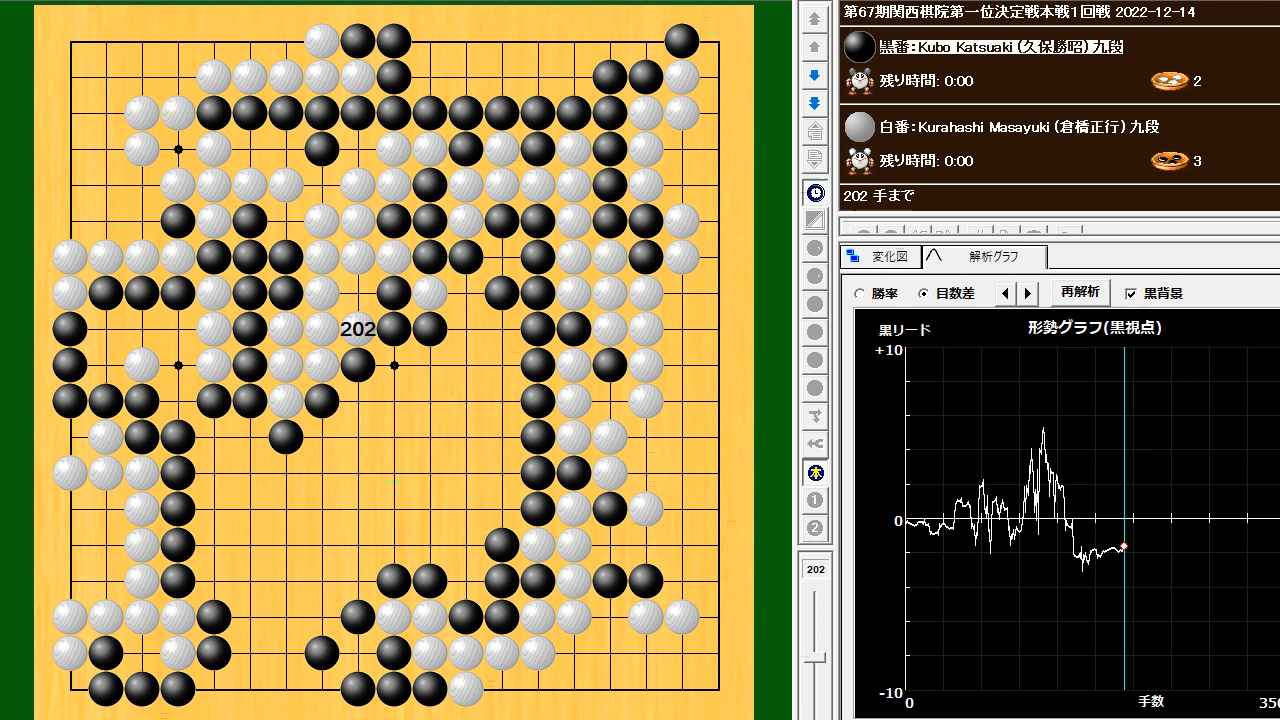 第67期関西棋院第一位決定戦本戦1回戦 2022-12-14
黒番:Kubo Katsuaki (久保勝昭) 九段
残り時間: 0:00
2
白番:Kurahashi Masayuki (倉橋正行) 九段
残り時間: 0:00
3
202 手まで
変化図
解析グラフ
勝率
目数差
再解析
黒背景
黒リード
形勢グラフ(黒視点)
+10
0
-10
0
手数
350
202
本
1
2
202